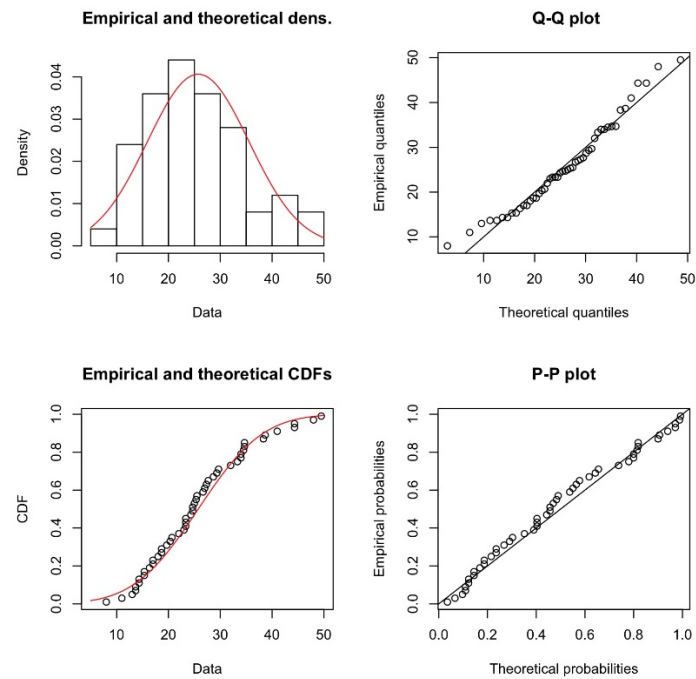 Empirical and theoretical dens.
Density
0.00 0.01 0.02 0.03 0.04
10 20 30 40 50
Data
Q-Q plot
Empirical quantiles
10 20 30 40 50
10 20 30 40 50
Theoretical quantiles
Empirical and theoretical CDFs
CDF
0.0 0.2 0.4 0.6 0.8 1.0
10 20 30 40 50
Data
P-P plot
Empirical probabilities
0.0 0.2 0.4 0.6 0.8 1.0
0.0 0.2 0.4 0.6 0.8 1.0
Theoretical probabilities